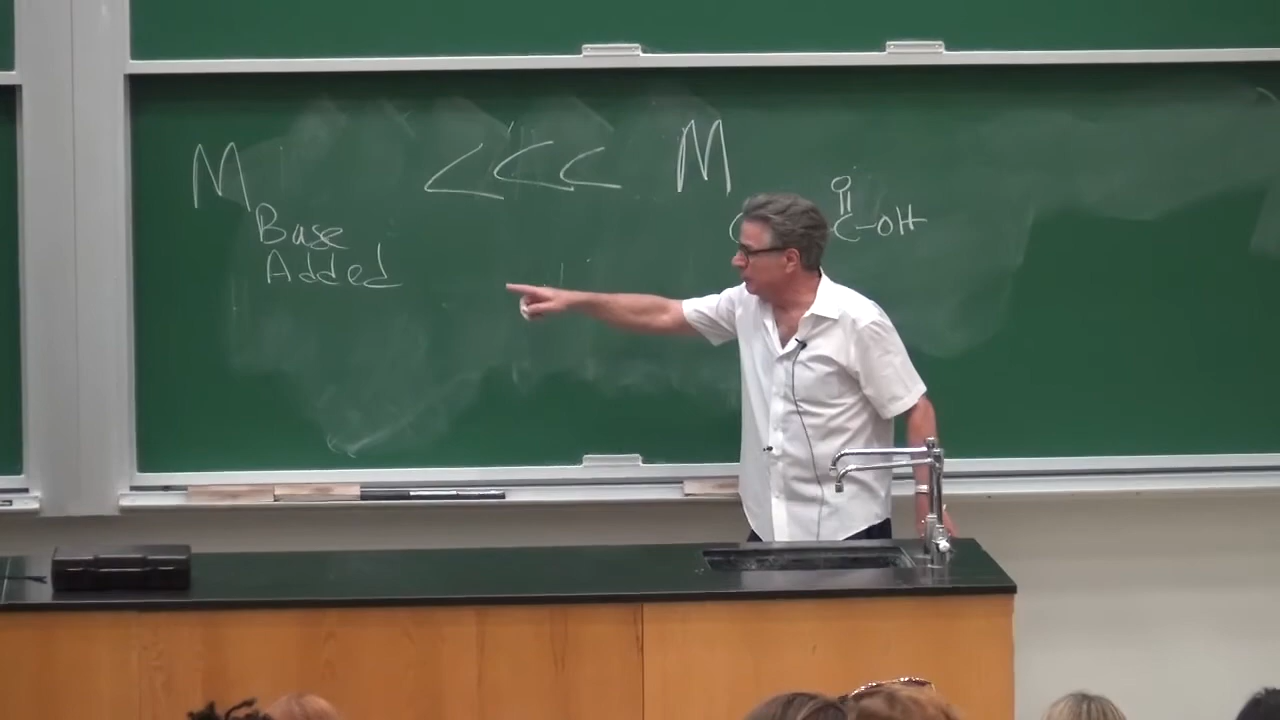 M <<< M
Base
Added
O
||
C-OH